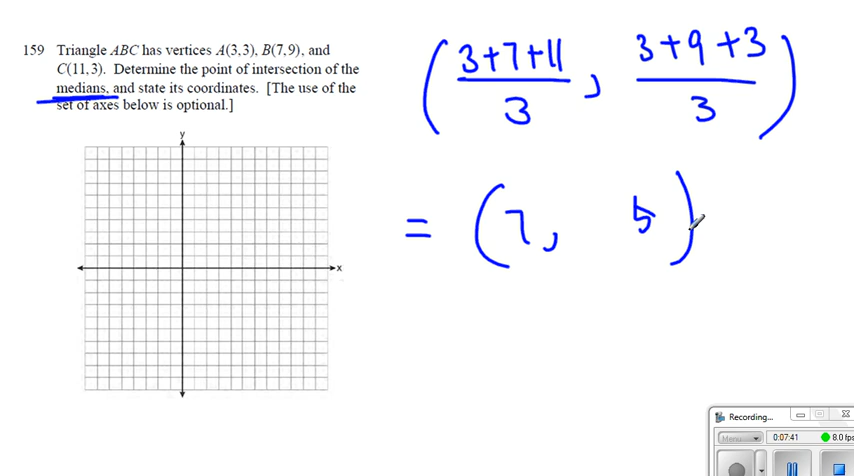 159 Triangle ABC has vertices A(3,3), B(7,9), and
C(11,3). Determine the point of intersection of the
medians, and state its coordinates. [The use of the
set of axes below is optional.]
y
x
( (3+7+11)/3 , (3+9+3)/3 )
= (7, 5)
Recording...
Menu
0:07:41
8.0 fps